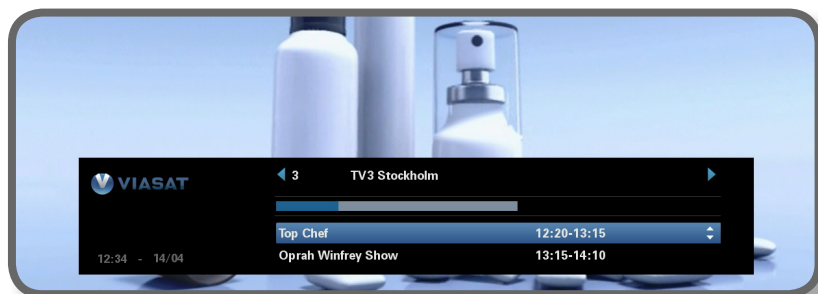 VIASAT
3 TV3 Stockholm
Top Chef 12:20-13:15
Oprah Winfrey Show 13:15-14:10
12:34 - 14/04